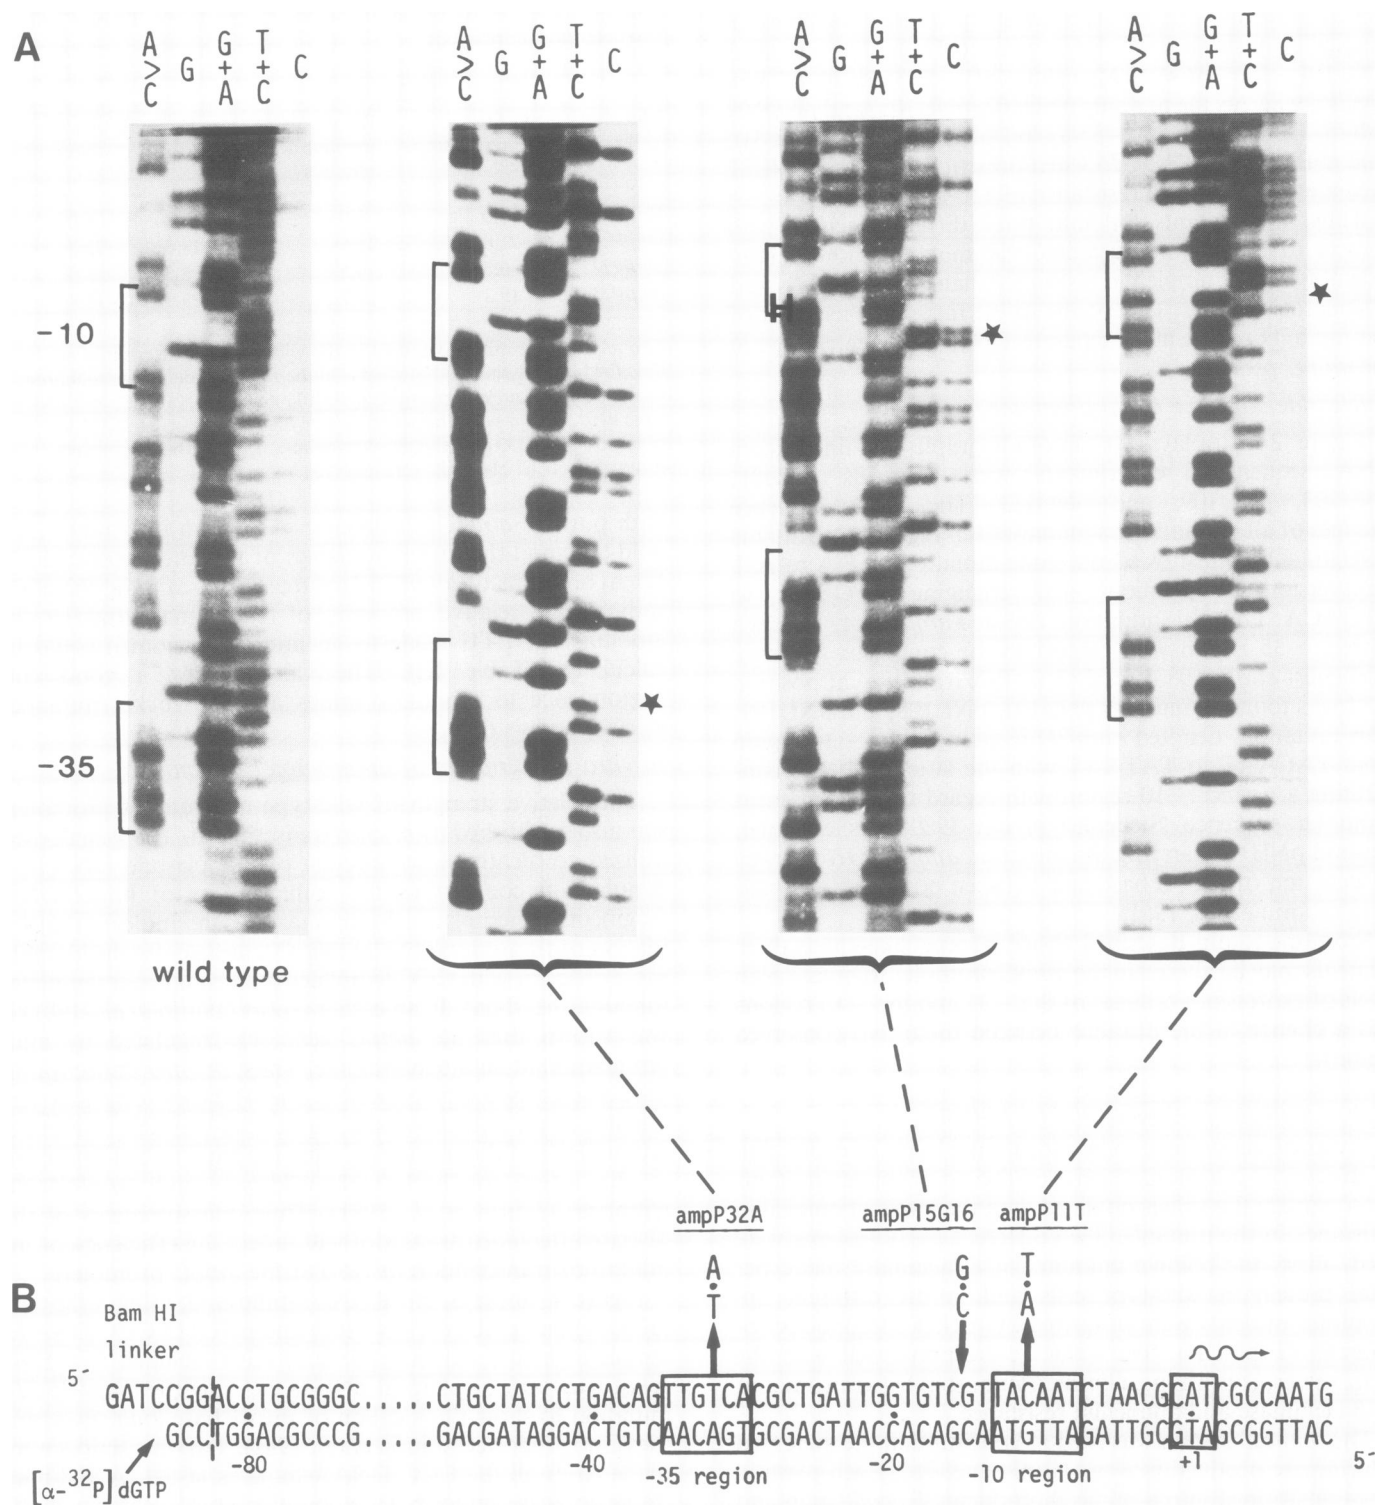 A
A > C G G + A T + C C
A > C G G + A T + C C
A > C G G + A T + C C
A > C G G + A T + C C
-10
-35
wild type
ampP32A ampP15G16 ampP11T
A G T
T C A
B
Bam HI
linker
5´
GATCCGGACCTGCGGGC......CTGCTATCCTGACAGTTGTCACGCTGATTGGTGTCGTTACAATCTAACGCATCGCCAATG
GCCTGGACGCCCG......GACGATAGGACTGTCAACAGTGCGACTAACCACAGCAATGTTAGATTGCGTAGCGGTTAC
5´
-80 -40 -35 region -20 -10 region +1
[α-³²P]dGTP